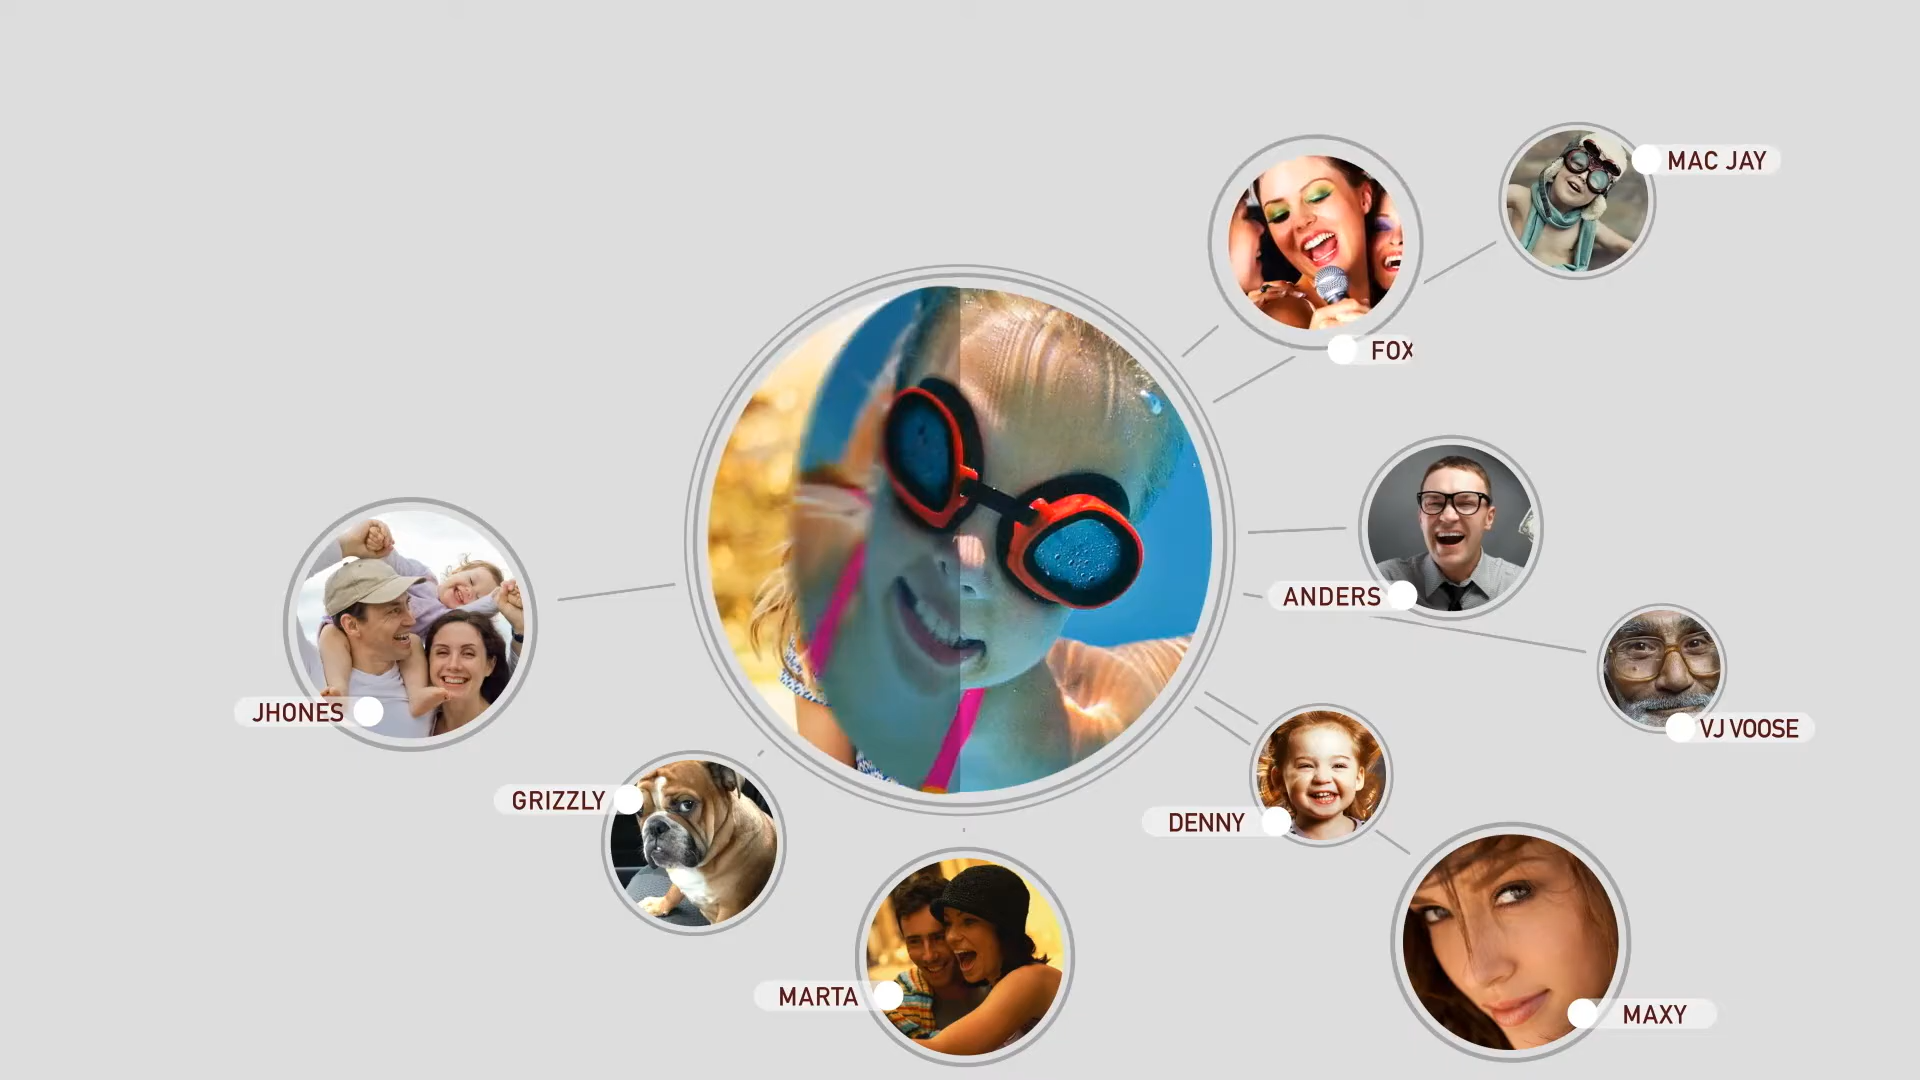 MAC JAY
FOX
ANDERS
JHONES
VJ VOOSE
GRIZZLY
DENNY
MARTA
MAXY